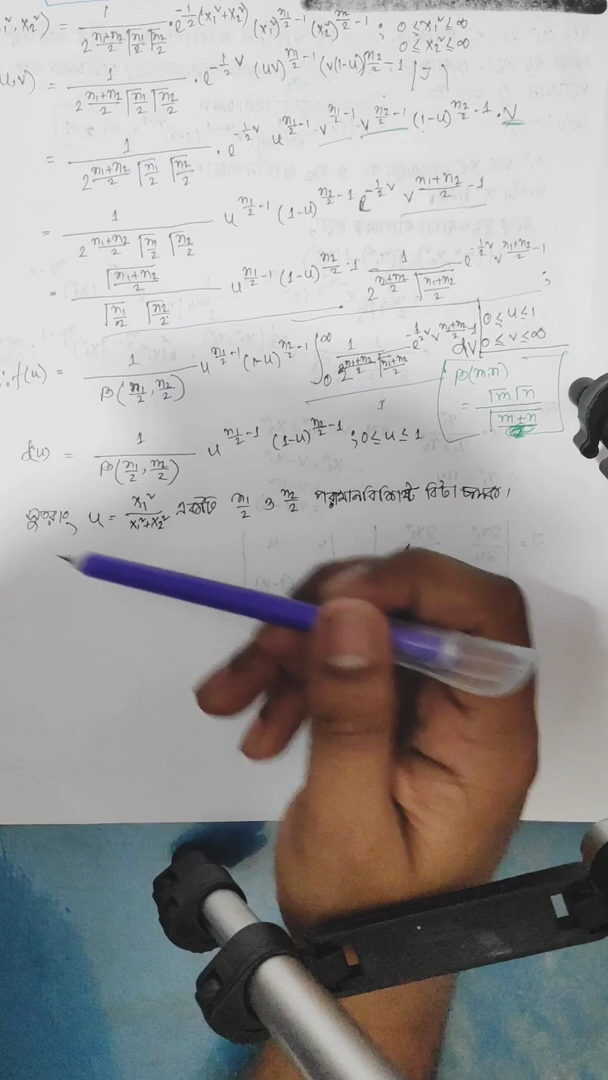 x₁², x₂²) = 1/(2^((n₁+n₂)/2) Γ(n₁/2) Γ(n₂/2)) · e^(-½(x₁²+x₂²)) (x₁²)^(n₁/2 -1) (x₂²)^(n₂/2 -1) ; 0≤x₁²≤∞
0≤x₂²≤∞
u,v) = 1/(2^((n₁+n₂)/2) Γ(n₁/2) Γ(n₂/2)) · e^(-½v) (uv)^(n₁/2 -1) (v(1-u))^(n₂/2 -1) |J|
= 1/(2^((n₁+n₂)/2) Γ(n₁/2) Γ(n₂/2)) · e^(-½v) u^(n₁/2 -1) v^(n₁/2 -1) v^(n₂/2 -1) (1-u)^(n₂/2 -1) · v
= 1/(2^((n₁+n₂)/2) Γ(n₁/2) Γ(n₂/2)) u^(n₁/2 -1) (1-u)^(n₂/2 -1) e^(-½v) v^((n₁+n₂)/2 -1)
= Γ((n₁+n₂)/2)/(Γ(n₁/2) Γ(n₂/2)) u^(n₁/2 -1) (1-u)^(n₂/2 -1) 1/(2^((n₁+n₂)/2) Γ((n₁+n₂)/2)) e^(-½v) v^((n₁+n₂)/2 -1) ;
0≤u≤1
0≤v≤∞
∴ f(u) = 1/β(n₁/2, n₂/2) u^(n₁/2 -1) (1-u)^(n₂/2 -1) ∫₀^∞ 1/(2^((n₁+n₂)/2) Γ((n₁+n₂)/2)) e^(-½v) v^((n₁+n₂)/2 -1) dv
1
β(m,n)
= Γm Γn / Γ(m+n)
f(u) = 1/β(n₁/2, n₂/2) u^(n₁/2 -1) (1-u)^(n₂/2 -1) ; 0≤u≤1
সুতরাং u = x₁²/(x₁²+x₂²) একটি n₁/2 ও n₂/2 পরামানবিশিষ্ট বিটা চলক।